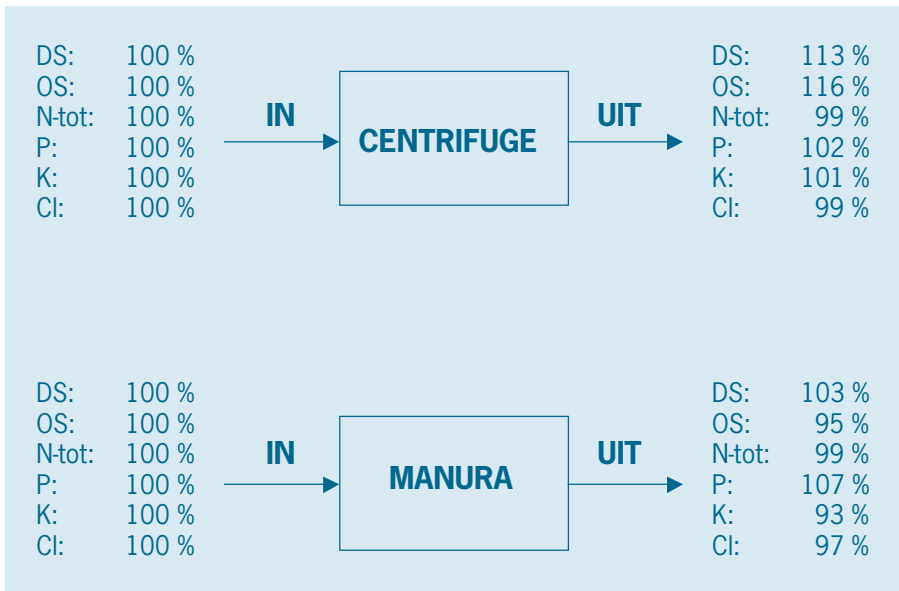 DS: 100 %
OS: 100 %
N-tot: 100 %
P: 100 %
K: 100 %
Cl: 100 %
IN
CENTRIFUGE
UIT
DS: 113 %
OS: 116 %
N-tot: 99 %
P: 102 %
K: 101 %
Cl: 99 %
DS: 100 %
OS: 100 %
N-tot: 100 %
P: 100 %
K: 100 %
Cl: 100 %
IN
MANURA
UIT
DS: 103 %
OS: 95 %
N-tot: 99 %
P: 107 %
K: 93 %
Cl: 97 %